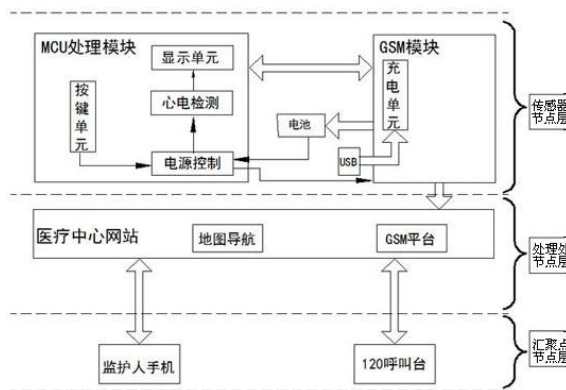 MCU处理模块
显示单元
心电检测
按键单元
电源控制
GSM模块
充电单元
电池
USB
传感器
节点层
医疗中心网站
地图导航
GSM平台
处理处
节点层
监护人手机
120呼叫台
汇聚点
节点层